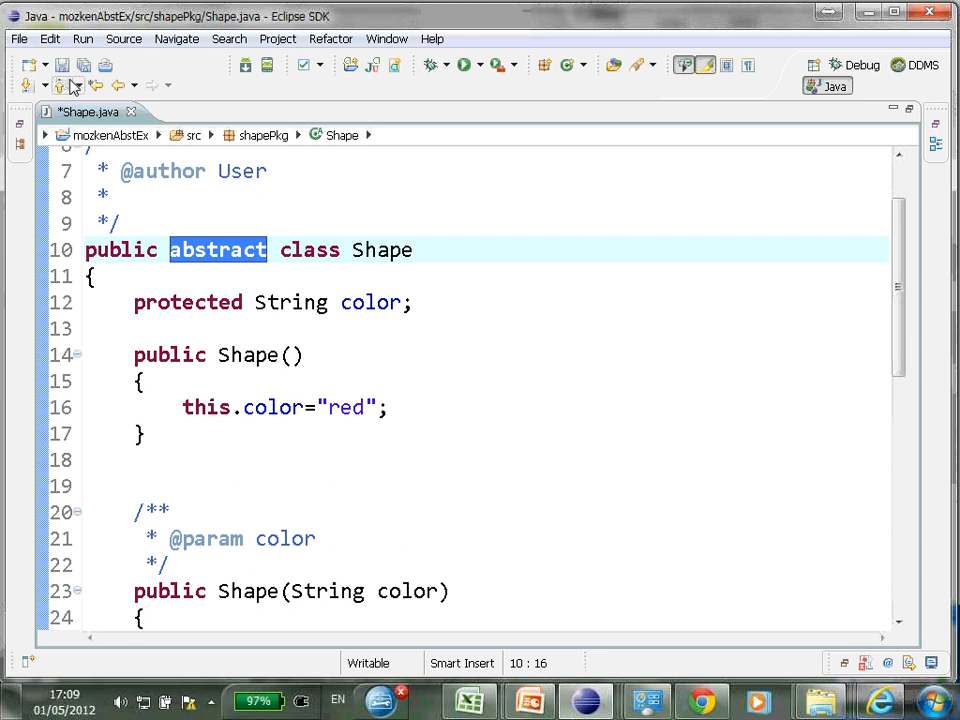 Java - mozkenAbstEx/src/shapePkg/Shape.java - Eclipse SDK
File Edit Run Source Navigate Search Project Refactor Window Help
Debug DDMS
Java
*Shape.java
mozkenAbstEx src shapePkg Shape
6 /
7 * @author User
8 *
9 */
10 public abstract class Shape
11 {
12 protected String color;
13
14 public Shape()
15 {
16 this.color="red";
17 }
18
19
20 /**
21 * @param color
22 */
23 public Shape(String color)
24 {
Writable Smart Insert 10 : 16
17:09
01/05/2012
97% EN